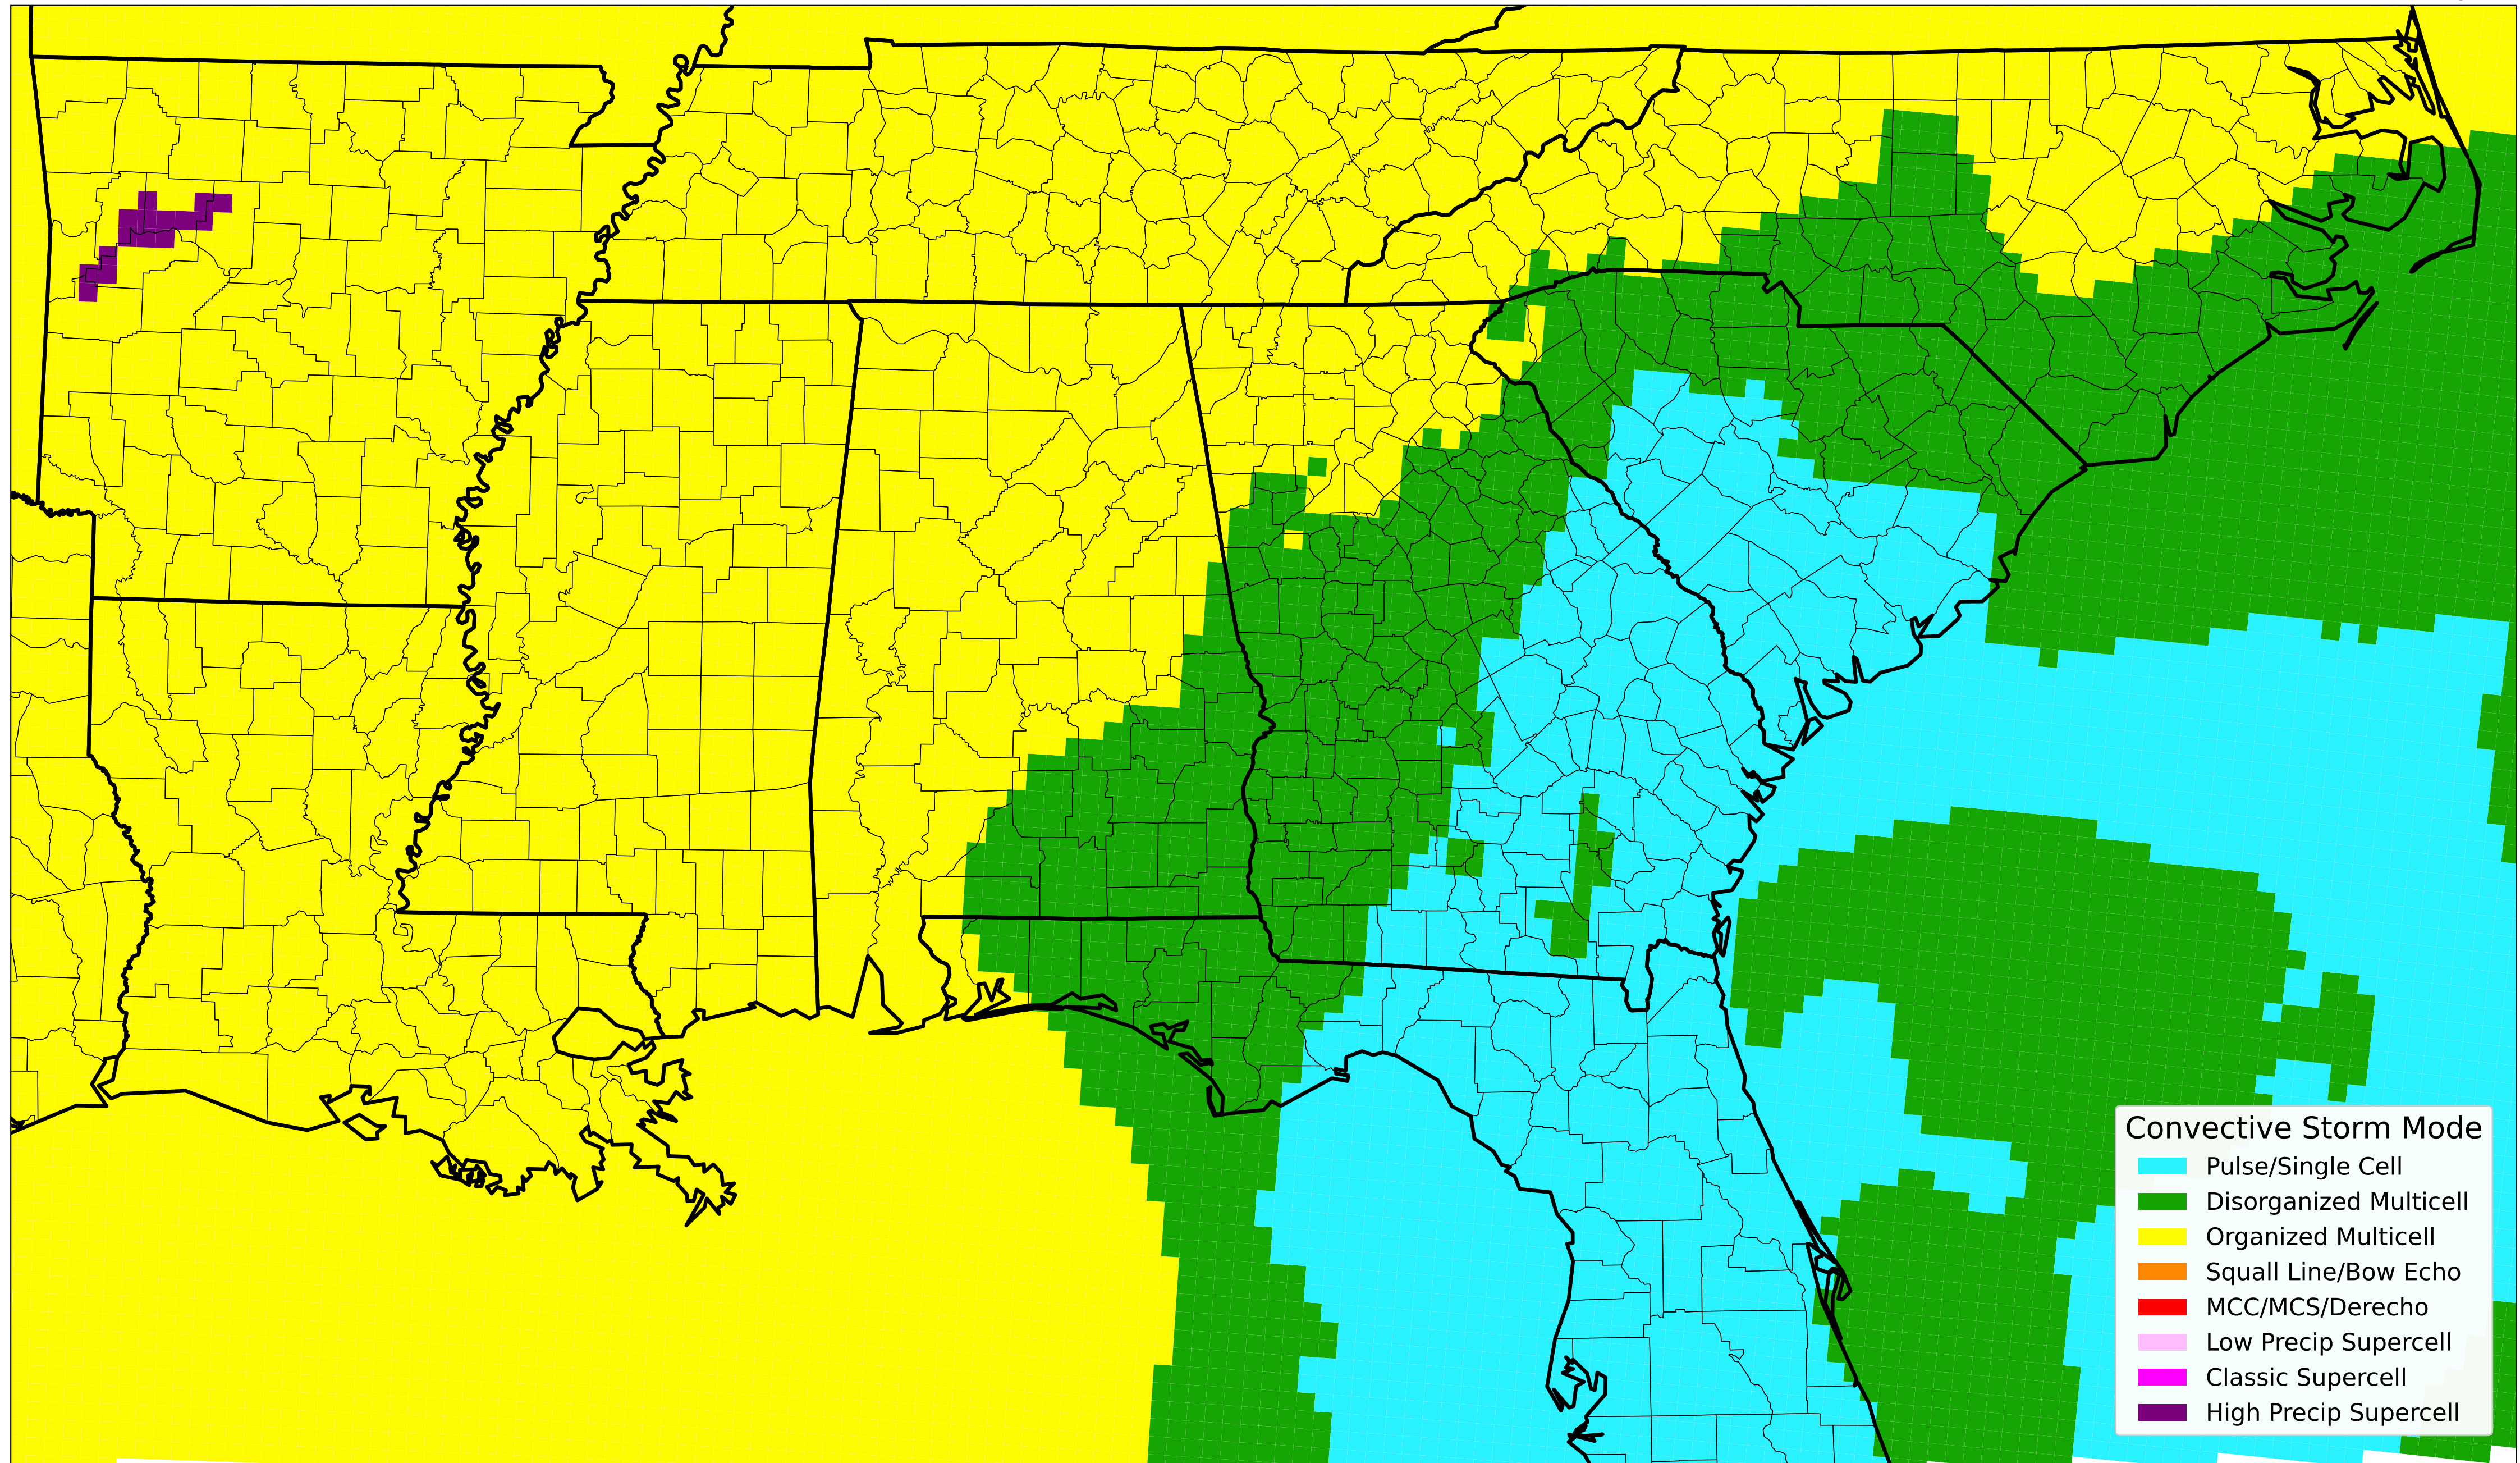 Convective Storm Mode
Pulse/Single Cell
Disorganized Multicell
Organized Multicell
Squall Line/Bow Echo
MCC/MCS/Derecho
Low Precip Supercell
Classic Supercell
High Precip Supercell